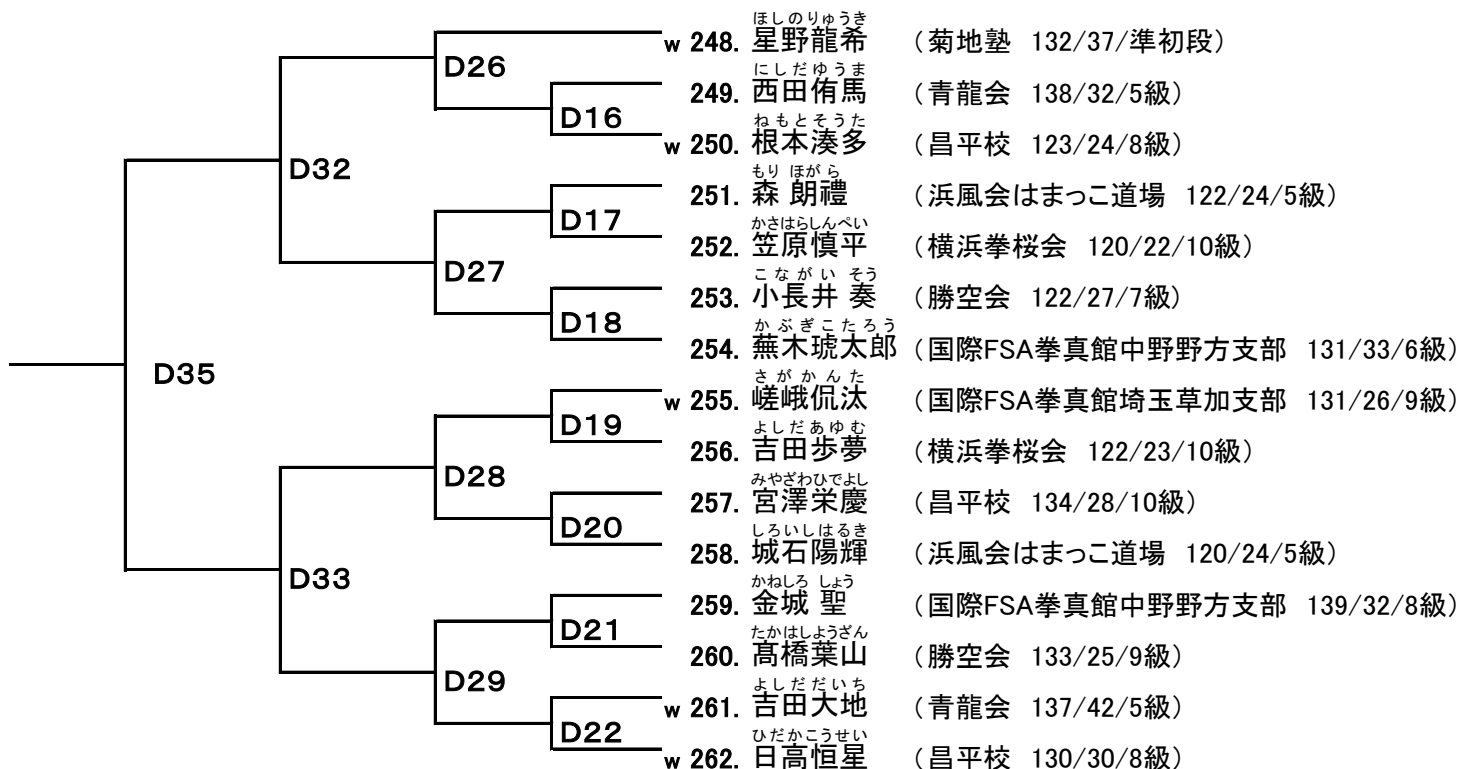 ほしのりゅうき
w 248. 星野龍希 （菊地塾 132/37/準初段）
D26
にしだゆうま
249. 西田侑馬 （青龍会 138/32/5級）
D16
ねもとそうた
w 250. 根本湊多 （昌平校 123/24/8級）
D32
もり ほがら
251. 森 朗禮 （浜風会はまっこ道場 122/24/5級）
D17
かさはらしんぺい
252. 笠原慎平 （横浜拳桜会 120/22/10級）
D27
こながい そう
253. 小長井 奏 （勝空会 122/27/7級）
D18
かぶぎこたろう
254. 蕪木琥太郎 （国際FSA拳真館中野野方支部 131/33/6級）
D35
さがかんた
w 255. 嵯峨侃汰 （国際FSA拳真館埼玉草加支部 131/26/9級）
D19
よしだあゆむ
256. 吉田歩夢 （横浜拳桜会 122/23/10級）
D28
みやざわひでよし
257. 宮澤栄慶 （昌平校 134/28/10級）
D20
しろいしはるき
258. 城石陽輝 （浜風会はまっこ道場 120/24/5級）
D33
かねしろ しょう
259. 金城 聖 （国際FSA拳真館中野野方支部 139/32/8級）
D21
たかはしようざん
260. 髙橋葉山 （勝空会 133/25/9級）
D29
よしだだいち
w 261. 吉田大地 （青龍会 137/42/5級）
D22
ひだかこうせい
w 262. 日高恒星 （昌平校 130/30/8級）